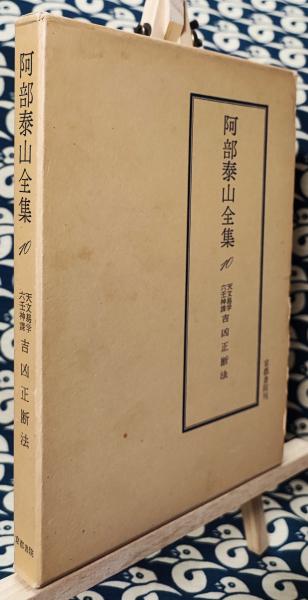 阿部泰山全集 10
天文易学
六壬神課
吉凶正断法
京都書院
阿部泰山全集 10
天文易学
六壬神課
吉凶正断法
京都書院刊